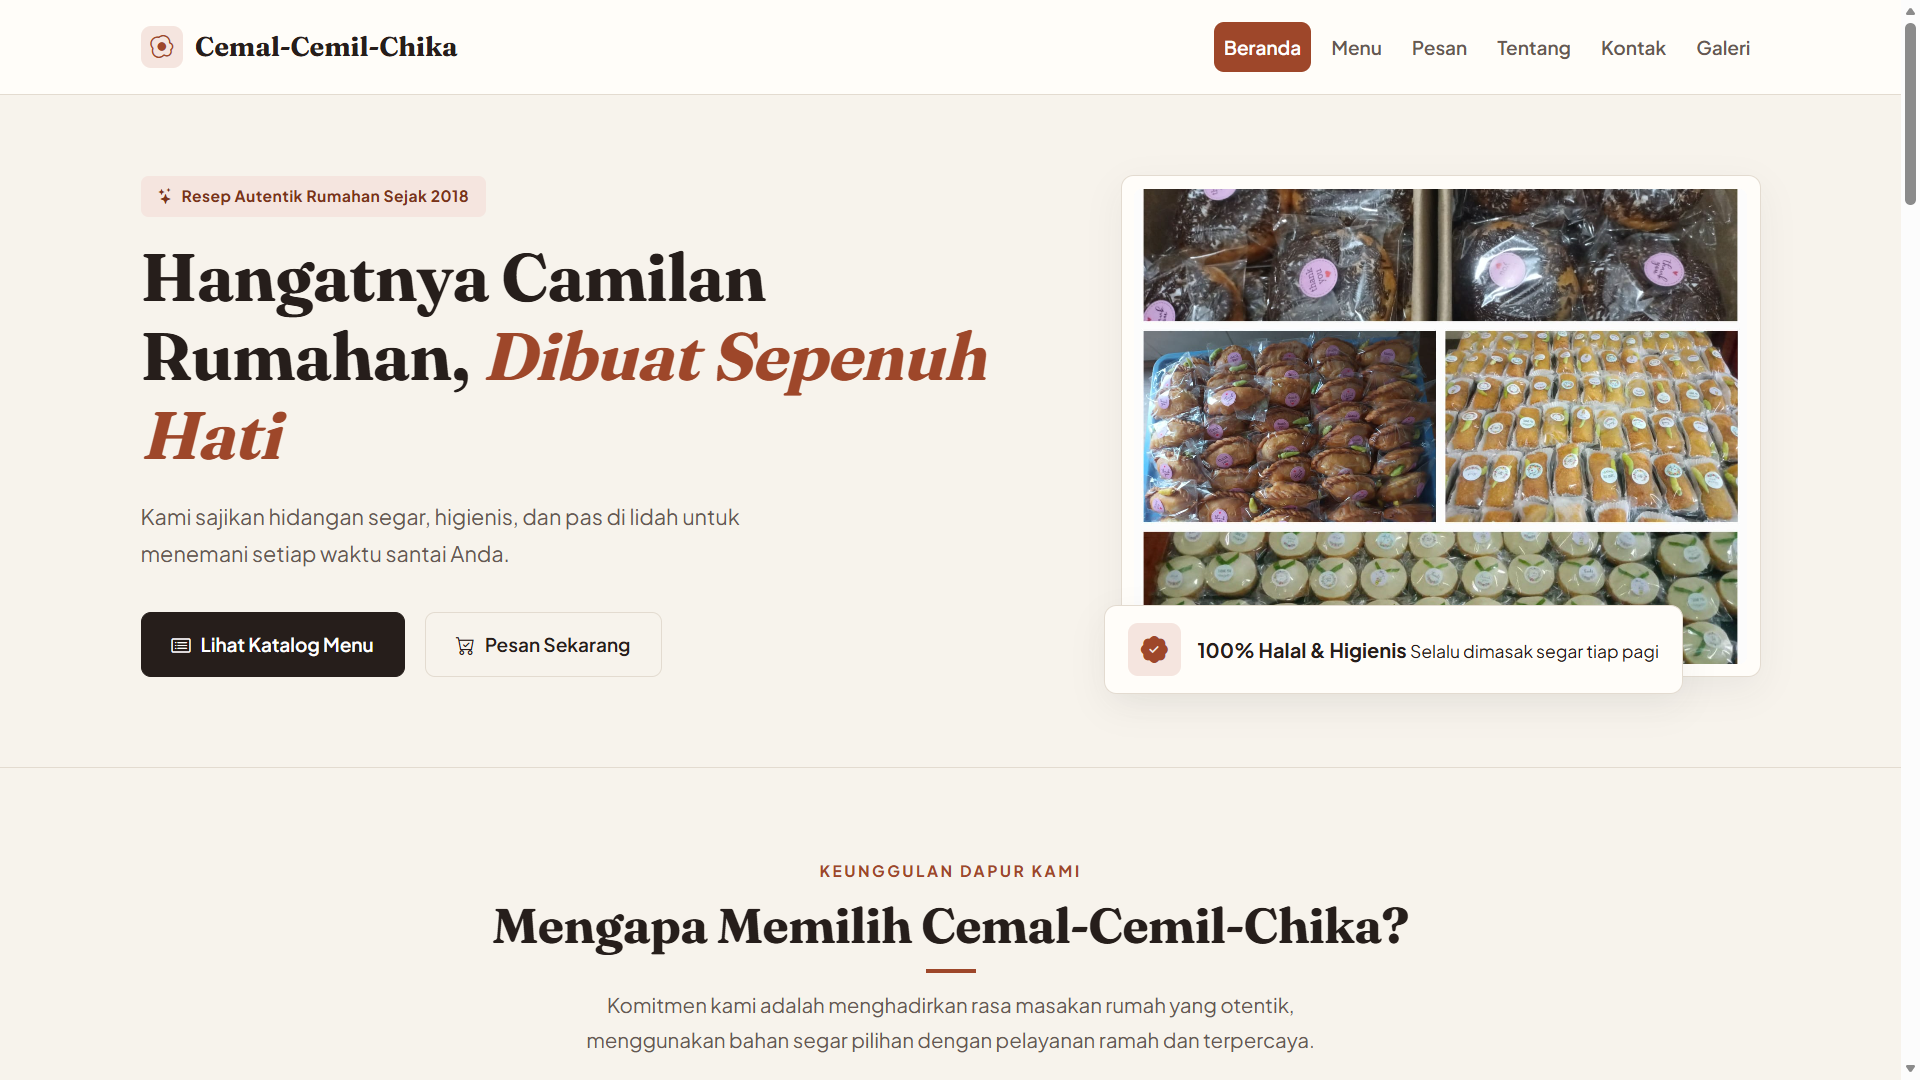 Cemal-Cemil-Chika
Beranda
Menu
Pesan
Tentang
Kontak
Galeri
Resep Autentik Rumahan Sejak 2018
Hangatnya Camilan
Rumahan, Dibuat Sepenuh
Hati
Kami sajikan hidangan segar, higienis, dan pas di lidah untuk
menemani setiap waktu santai Anda.
Lihat Katalog Menu
Pesan Sekarang
100% Halal & Higienis Selalu dimasak segar tiap pagi
KEUNGGULAN DAPUR KAMI
Mengapa Memilih Cemal-Cemil-Chika?
Komitmen kami adalah menghadirkan rasa masakan rumah yang otentik,
menggunakan bahan segar pilihan dengan pelayanan ramah dan terpercaya.